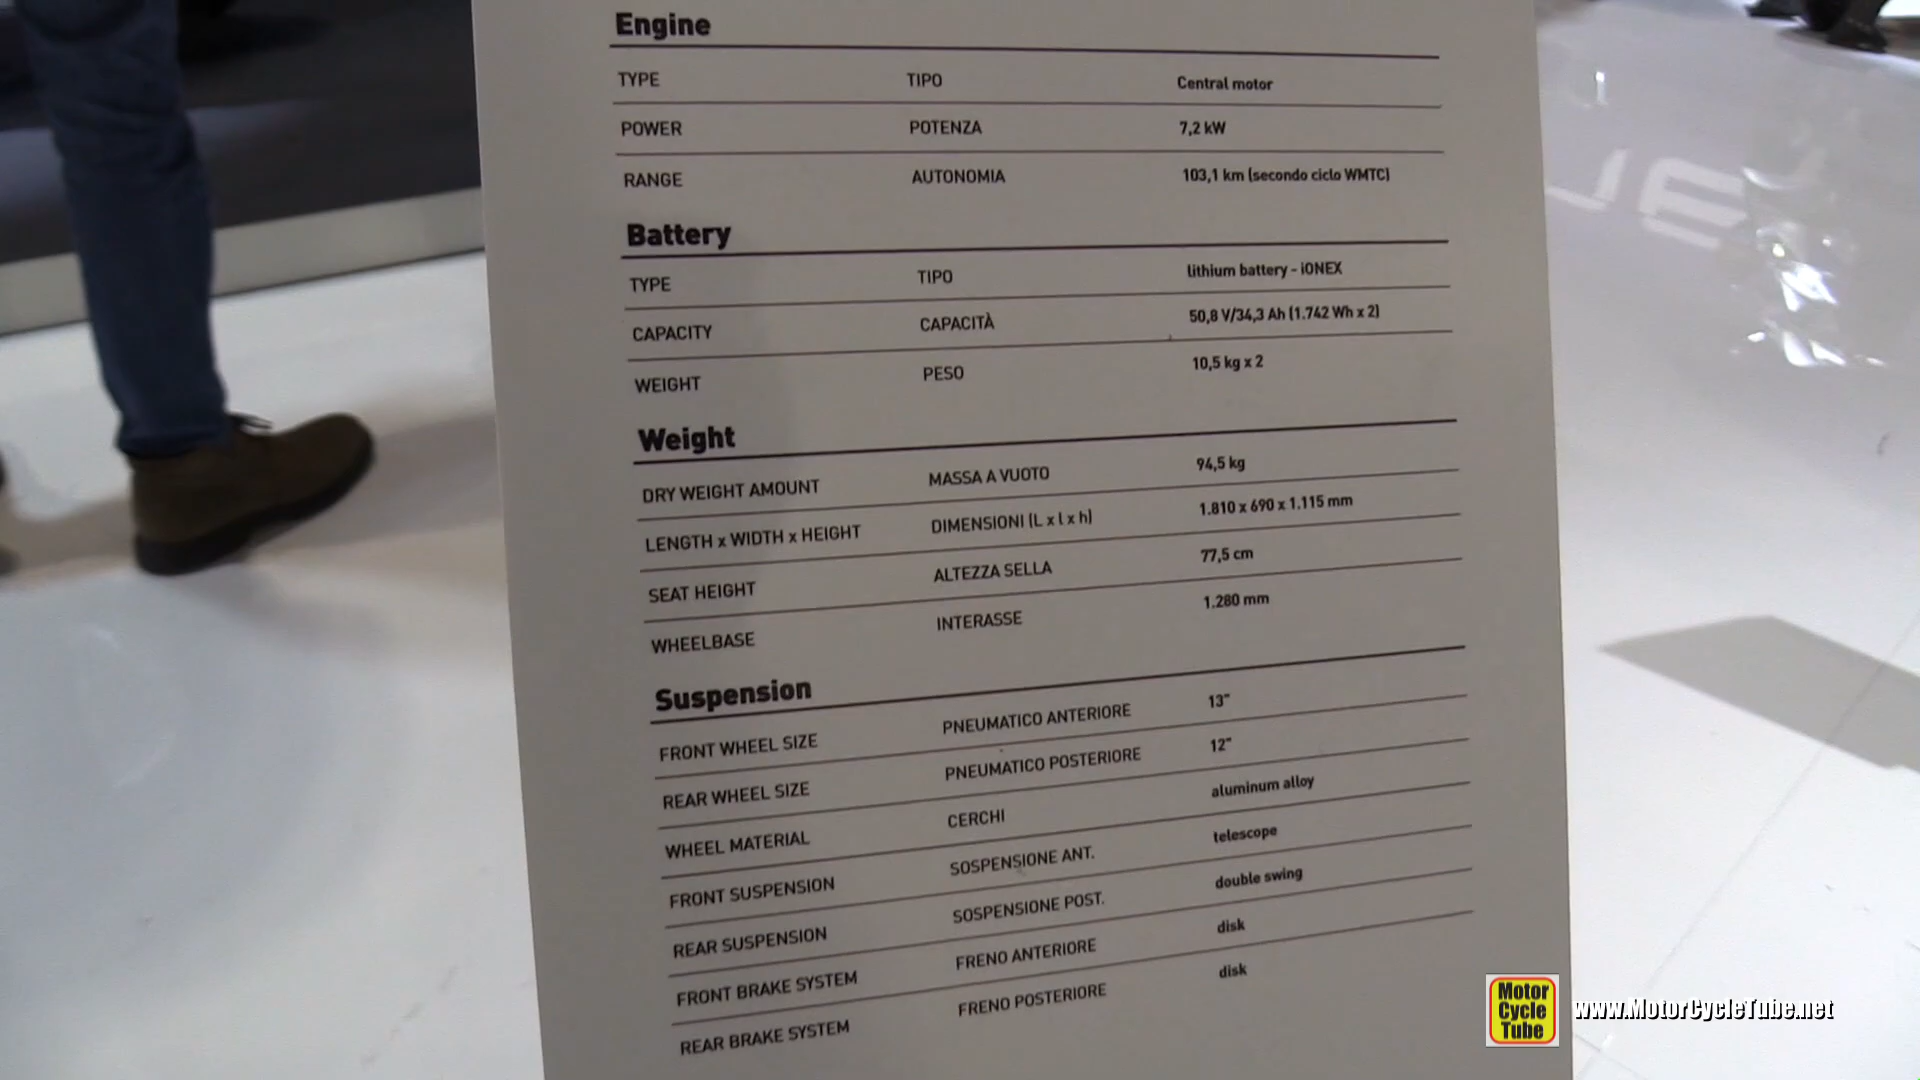 Engine
TYPE TIPO Central motor
POWER POTENZA 7,2 kW
RANGE AUTONOMIA 103,1 km (secondo ciclo WMTC)
Battery
TYPE TIPO lithium battery - iONEX
CAPACITY CAPACITÀ 50,8 V/34,3 Ah (1.742 Wh x 2)
WEIGHT PESO 10,5 kg x 2
Weight
DRY WEIGHT AMOUNT MASSA A VUOTO 94,5 kg
LENGTH x WIDTH x HEIGHT DIMENSIONI (L x l x h) 1.810 x 690 x 1.115 mm
SEAT HEIGHT ALTEZZA SELLA 77,5 cm
WHEELBASE INTERASSE 1.280 mm
Suspension
FRONT WHEEL SIZE PNEUMATICO ANTERIORE 13"
REAR WHEEL SIZE PNEUMATICO POSTERIORE 12"
WHEEL MATERIAL CERCHI aluminum alloy
FRONT SUSPENSION SOSPENSIONE ANT. telescope
REAR SUSPENSION SOSPENSIONE POST. double swing
FRONT BRAKE SYSTEM FRENO ANTERIORE disk
REAR BRAKE SYSTEM FRENO POSTERIORE disk
Motor
Cycle
Tube
www.MotorCycleTube.net